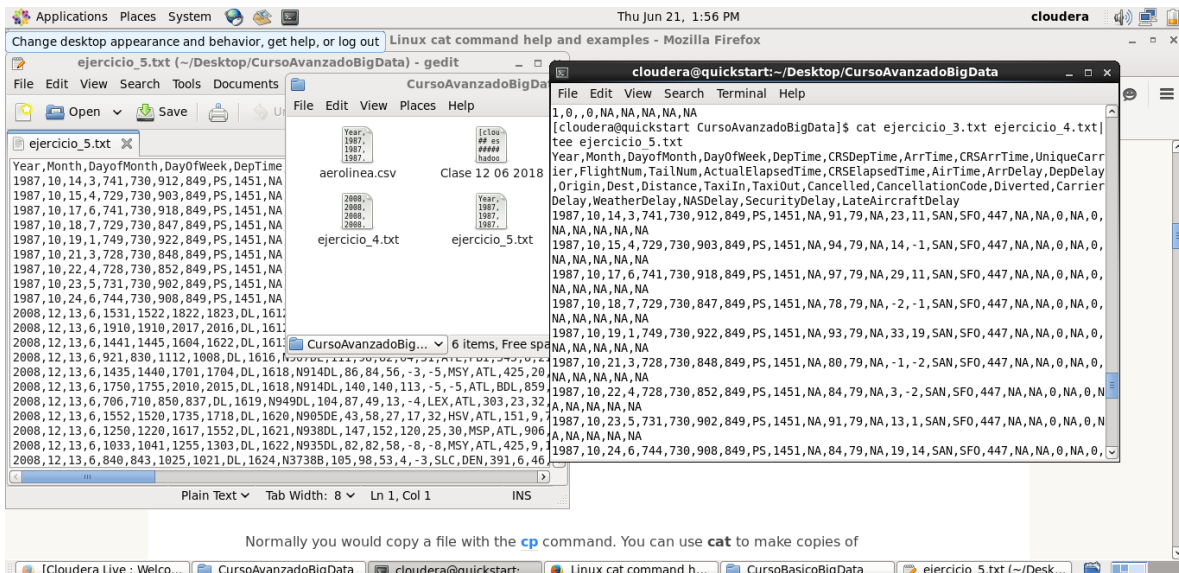 Applications Places System Thu Jun 21, 1:56 PM cloudera
Change desktop appearance and behavior, get help, or log out
Linux cat command help and examples - Mozilla Firefox
ejercicio_5.txt (~/Desktop/CursoAvanzadoBigData) - gedit
File Edit View Search Tools Documents
Open Save
ejercicio_5.txt
Year,Month,DayofMonth,DayOfWeek,DepTime
1987,10,14,3,741,730,912,849,PS,1451,NA
1987,10,15,4,729,730,903,849,PS,1451,NA
1987,10,17,6,741,730,918,849,PS,1451,NA
1987,10,18,7,729,730,847,849,PS,1451,NA
1987,10,19,1,749,730,922,849,PS,1451,NA
1987,10,21,3,728,730,848,849,PS,1451,NA
1987,10,22,4,728,730,852,849,PS,1451,NA
1987,10,23,5,731,730,902,849,PS,1451,NA
1987,10,24,6,744,730,908,849,PS,1451,NA
2008,12,13,6,1531,1522,1822,1823,DL,1612
2008,12,13,6,1910,1910,2017,2016,DL,1612
2008,12,13,6,1441,1445,1604,1622,DL,161
2008,12,13,6,921,830,1112,1008,DL,1616
2008,12,13,6,1435,1440,1701,1704,DL,1618,N914DL,86,84,56,-3,-5,MSY,ATL,425,20
2008,12,13,6,1750,1755,2010,2015,DL,1618,N914DL,140,140,113,-5,-5,ATL,BDL,859
2008,12,13,6,706,710,850,837,DL,1619,N949DL,104,87,49,13,-4,LEX,ATL,303,23,32
2008,12,13,6,1552,1520,1735,1718,DL,1620,N905DE,43,58,27,17,32,HSV,ATL,151,9,
2008,12,13,6,1250,1220,1617,1552,DL,1621,N938DL,147,152,120,25,30,MSP,ATL,906
2008,12,13,6,1033,1041,1255,1303,DL,1622,N935DL,82,82,58,-8,-8,MSY,ATL,425,9,1
2008,12,13,6,840,843,1025,1021,DL,1624,N3738B,105,98,53,4,-3,SLC,DEN,391,6,46
Plain Text Tab Width: 8 Ln 1, Col 1 INS
CursoAvanzadoBigDa
File Edit View Places Help
Year,
1987,
1987,
1987,
aerolinea.csv
[clou
## es
#####
hadoo
Clase 12 06 2018
2008,
2008,
2008,
ejercicio_4.txt
Year,
1987,
1987,
1987,
ejercicio_5.txt
CursoAvanzadoBig... 6 items, Free spa
cloudera@quickstart:~/Desktop/CursoAvanzadoBigData
File Edit View Search Terminal Help
1,0,,0,NA,NA,NA,NA,NA
[cloudera@quickstart CursoAvanzadoBigData]$ cat ejercicio_3.txt ejercicio_4.txt|
tee ejercicio_5.txt
Year,Month,DayofMonth,DayOfWeek,DepTime,CRSDepTime,ArrTime,CRSArrTime,UniqueCarr
ier,FlightNum,TailNum,ActualElapsedTime,CRSElapsedTime,AirTime,ArrDelay,DepDelay
,Origin,Dest,Distance,TaxiIn,TaxiOut,Cancelled,CancellationCode,Diverted,Carrier
Delay,WeatherDelay,NASDelay,SecurityDelay,LateAircraftDelay
1987,10,14,3,741,730,912,849,PS,1451,NA,91,79,NA,23,11,SAN,SFO,447,NA,NA,0,NA,0,
NA,NA,NA,NA,NA
1987,10,15,4,729,730,903,849,PS,1451,NA,94,79,NA,14,-1,SAN,SFO,447,NA,NA,0,NA,0,
NA,NA,NA,NA,NA
1987,10,17,6,741,730,918,849,PS,1451,NA,97,79,NA,29,11,SAN,SFO,447,NA,NA,0,NA,0,
NA,NA,NA,NA,NA
1987,10,18,7,729,730,847,849,PS,1451,NA,78,79,NA,-2,-1,SAN,SFO,447,NA,NA,0,NA,0,
NA,NA,NA,NA,NA
1987,10,19,1,749,730,922,849,PS,1451,NA,93,79,NA,33,19,SAN,SFO,447,NA,NA,0,NA,0,
NA,NA,NA,NA,NA
1987,10,21,3,728,730,848,849,PS,1451,NA,80,79,NA,-1,-2,SAN,SFO,447,NA,NA,0,NA,0,
NA,NA,NA,NA,NA
1987,10,22,4,728,730,852,849,PS,1451,NA,84,79,NA,3,-2,SAN,SFO,447,NA,NA,0,NA,0,N
A,NA,NA,NA,NA
1987,10,23,5,731,730,902,849,PS,1451,NA,91,79,NA,13,1,SAN,SFO,447,NA,NA,0,NA,0,N
A,NA,NA,NA,NA
1987,10,24,6,744,730,908,849,PS,1451,NA,84,79,NA,19,14,SAN,SFO,447,NA,NA,0,NA,0,
Normally you would copy a file with the cp command. You can use cat to make copies of
[Cloudera Live : Welco... CursoAvanzadoBigData cloudera@quickstart: Linux cat command h... CursoBasicoBigData ejercicio_5.txt (~/Desk...